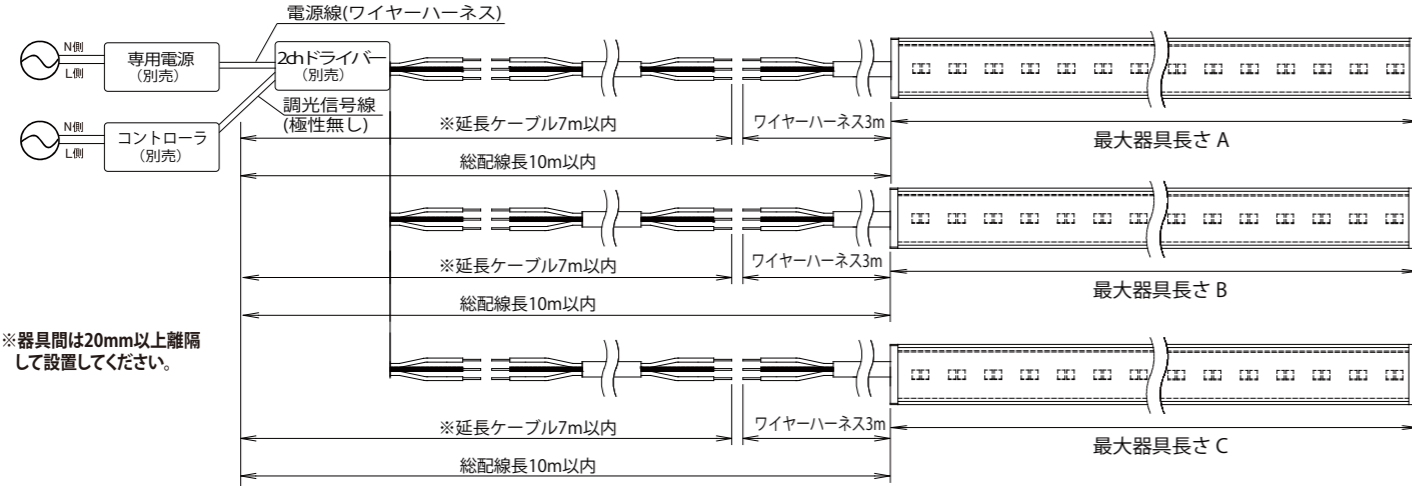 電源線(ワイヤーハーネス)
N側
L側
専用電源
(別売)
2chドライバー
(別売)
調光信号線
(極性無し)
N側
L側
コントローラ
(別売)
※延長ケーブル7m以内
ワイヤーハーネス3m
総配線長10m以内
最大器具長さ A
※延長ケーブル7m以内
ワイヤーハーネス3m
総配線長10m以内
最大器具長さ B
※器具間は20mm以上離隔
して設置してください。
※延長ケーブル7m以内
ワイヤーハーネス3m
総配線長10m以内
最大器具長さ C